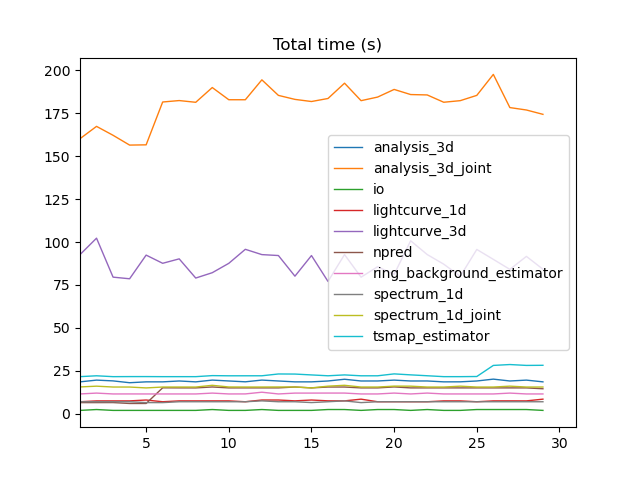 Total time (s)
200
175
150
125
100
75
50
25
0
analysis_3d
analysis_3d_joint
io
lightcurve_1d
lightcurve_3d
npred
ring_background_estimator
spectrum_1d
spectrum_1d_joint
tsmap_estimator
5 10 15 20 25 30